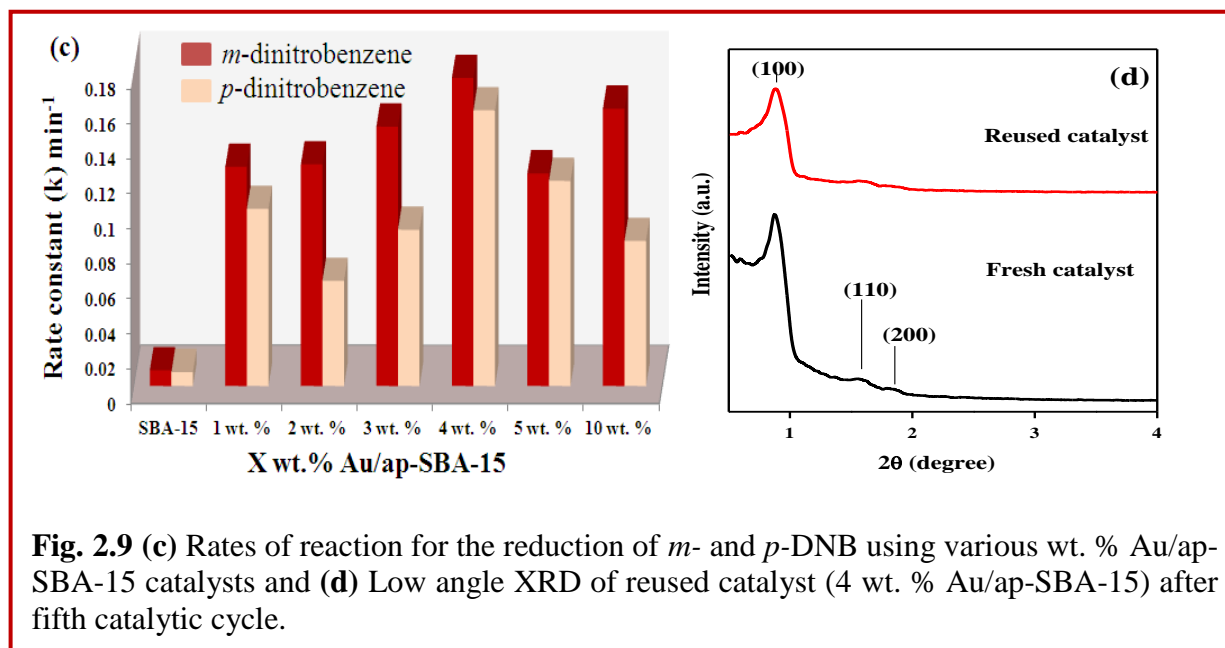 (c)
m-dinitrobenzene
p-dinitrobenzene
Rate constant (k) min⁻¹
0.18
0.16
0.14
0.12
0.1
0.08
0.06
0.04
0.02
0
SBA-15 1 wt. % 2 wt. % 3 wt. % 4 wt. % 5 wt. % 10 wt. %
X wt.% Au/ap-SBA-15
(d)
(100)
Reused catalyst
Intensity (a.u.)
Fresh catalyst
(110)
(200)
1 2 3 4
2θ (degree)
Fig. 2.9 (c) Rates of reaction for the reduction of m- and p-DNB using various wt. % Au/ap-
SBA-15 catalysts and (d) Low angle XRD of reused catalyst (4 wt. % Au/ap-SBA-15) after
fifth catalytic cycle.